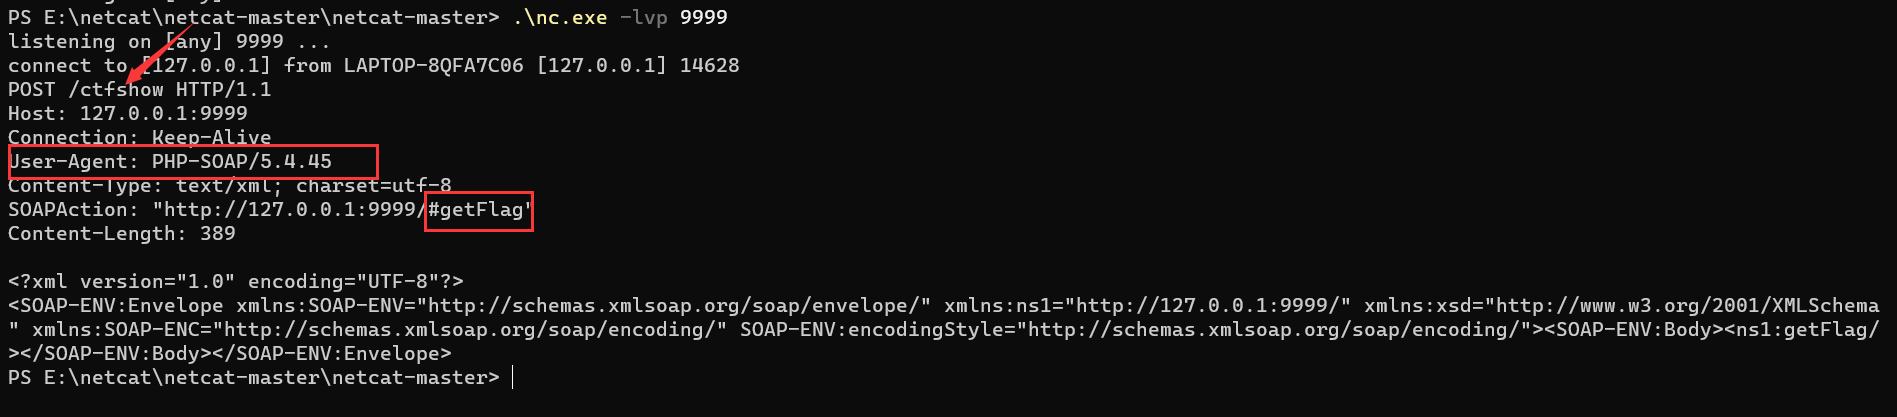 PS E:\netcat\netcat-master\netcat-master> .\nc.exe -lvp 9999
listening on [any] 9999 ...
connect to [127.0.0.1] from LAPTOP-8QFA7C06 [127.0.0.1] 14628
POST /ctfshow HTTP/1.1
Host: 127.0.0.1:9999
Connection: Keep-Alive
User-Agent: PHP-SOAP/5.4.45
Content-Type: text/xml; charset=utf-8
SOAPAction: "http://127.0.0.1:9999/#getFlag"
Content-Length: 389
<?xml version="1.0" encoding="UTF-8"?>
<SOAP-ENV:Envelope xmlns:SOAP-ENV="http://schemas.xmlsoap.org/soap/envelope/" xmlns:ns1="http://127.0.0.1:9999/" xmlns:xsd="http://www.w3.org/2001/XMLSchema
" xmlns:SOAP-ENC="http://schemas.xmlsoap.org/soap/encoding/" SOAP-ENV:encodingStyle="http://schemas.xmlsoap.org/soap/encoding/"><SOAP-ENV:Body><ns1:getFlag/
></SOAP-ENV:Body></SOAP-ENV:Envelope>
PS E:\netcat\netcat-master\netcat-master>